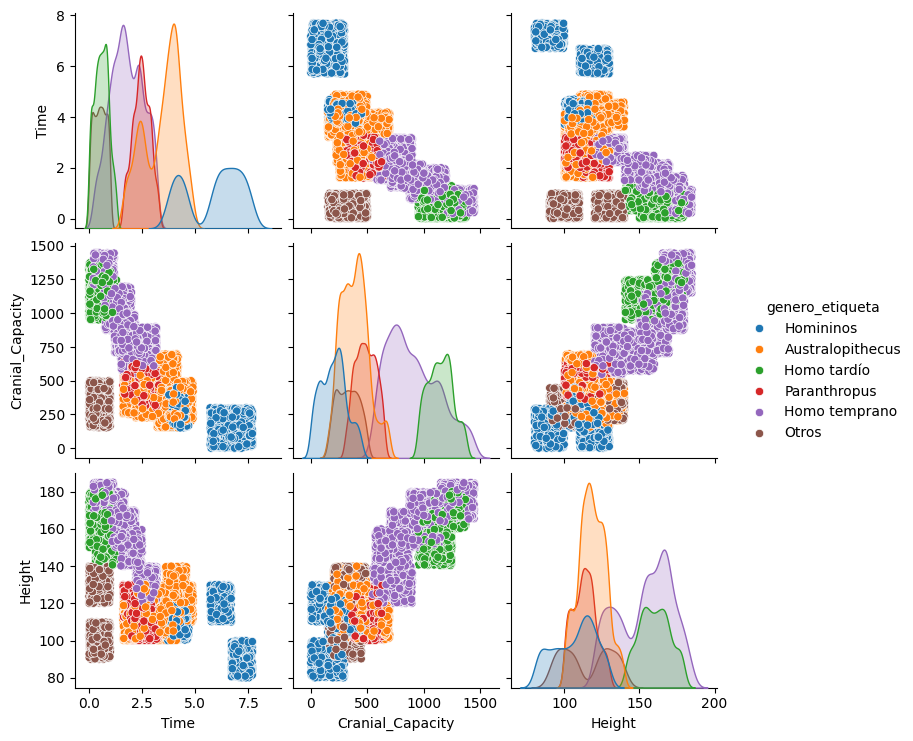 8
6
4
2
0
Time
1500
1250
1000
750
500
250
0
Cranial_Capacity
genero_etiqueta
Homininos
Australopithecus
Homo tardío
Paranthropus
Homo temprano
Otros
180
160
140
120
100
80
Height
0.0 2.5 5.0 7.5
Time
0 500 1000 1500
Cranial_Capacity
100 150 200
Height